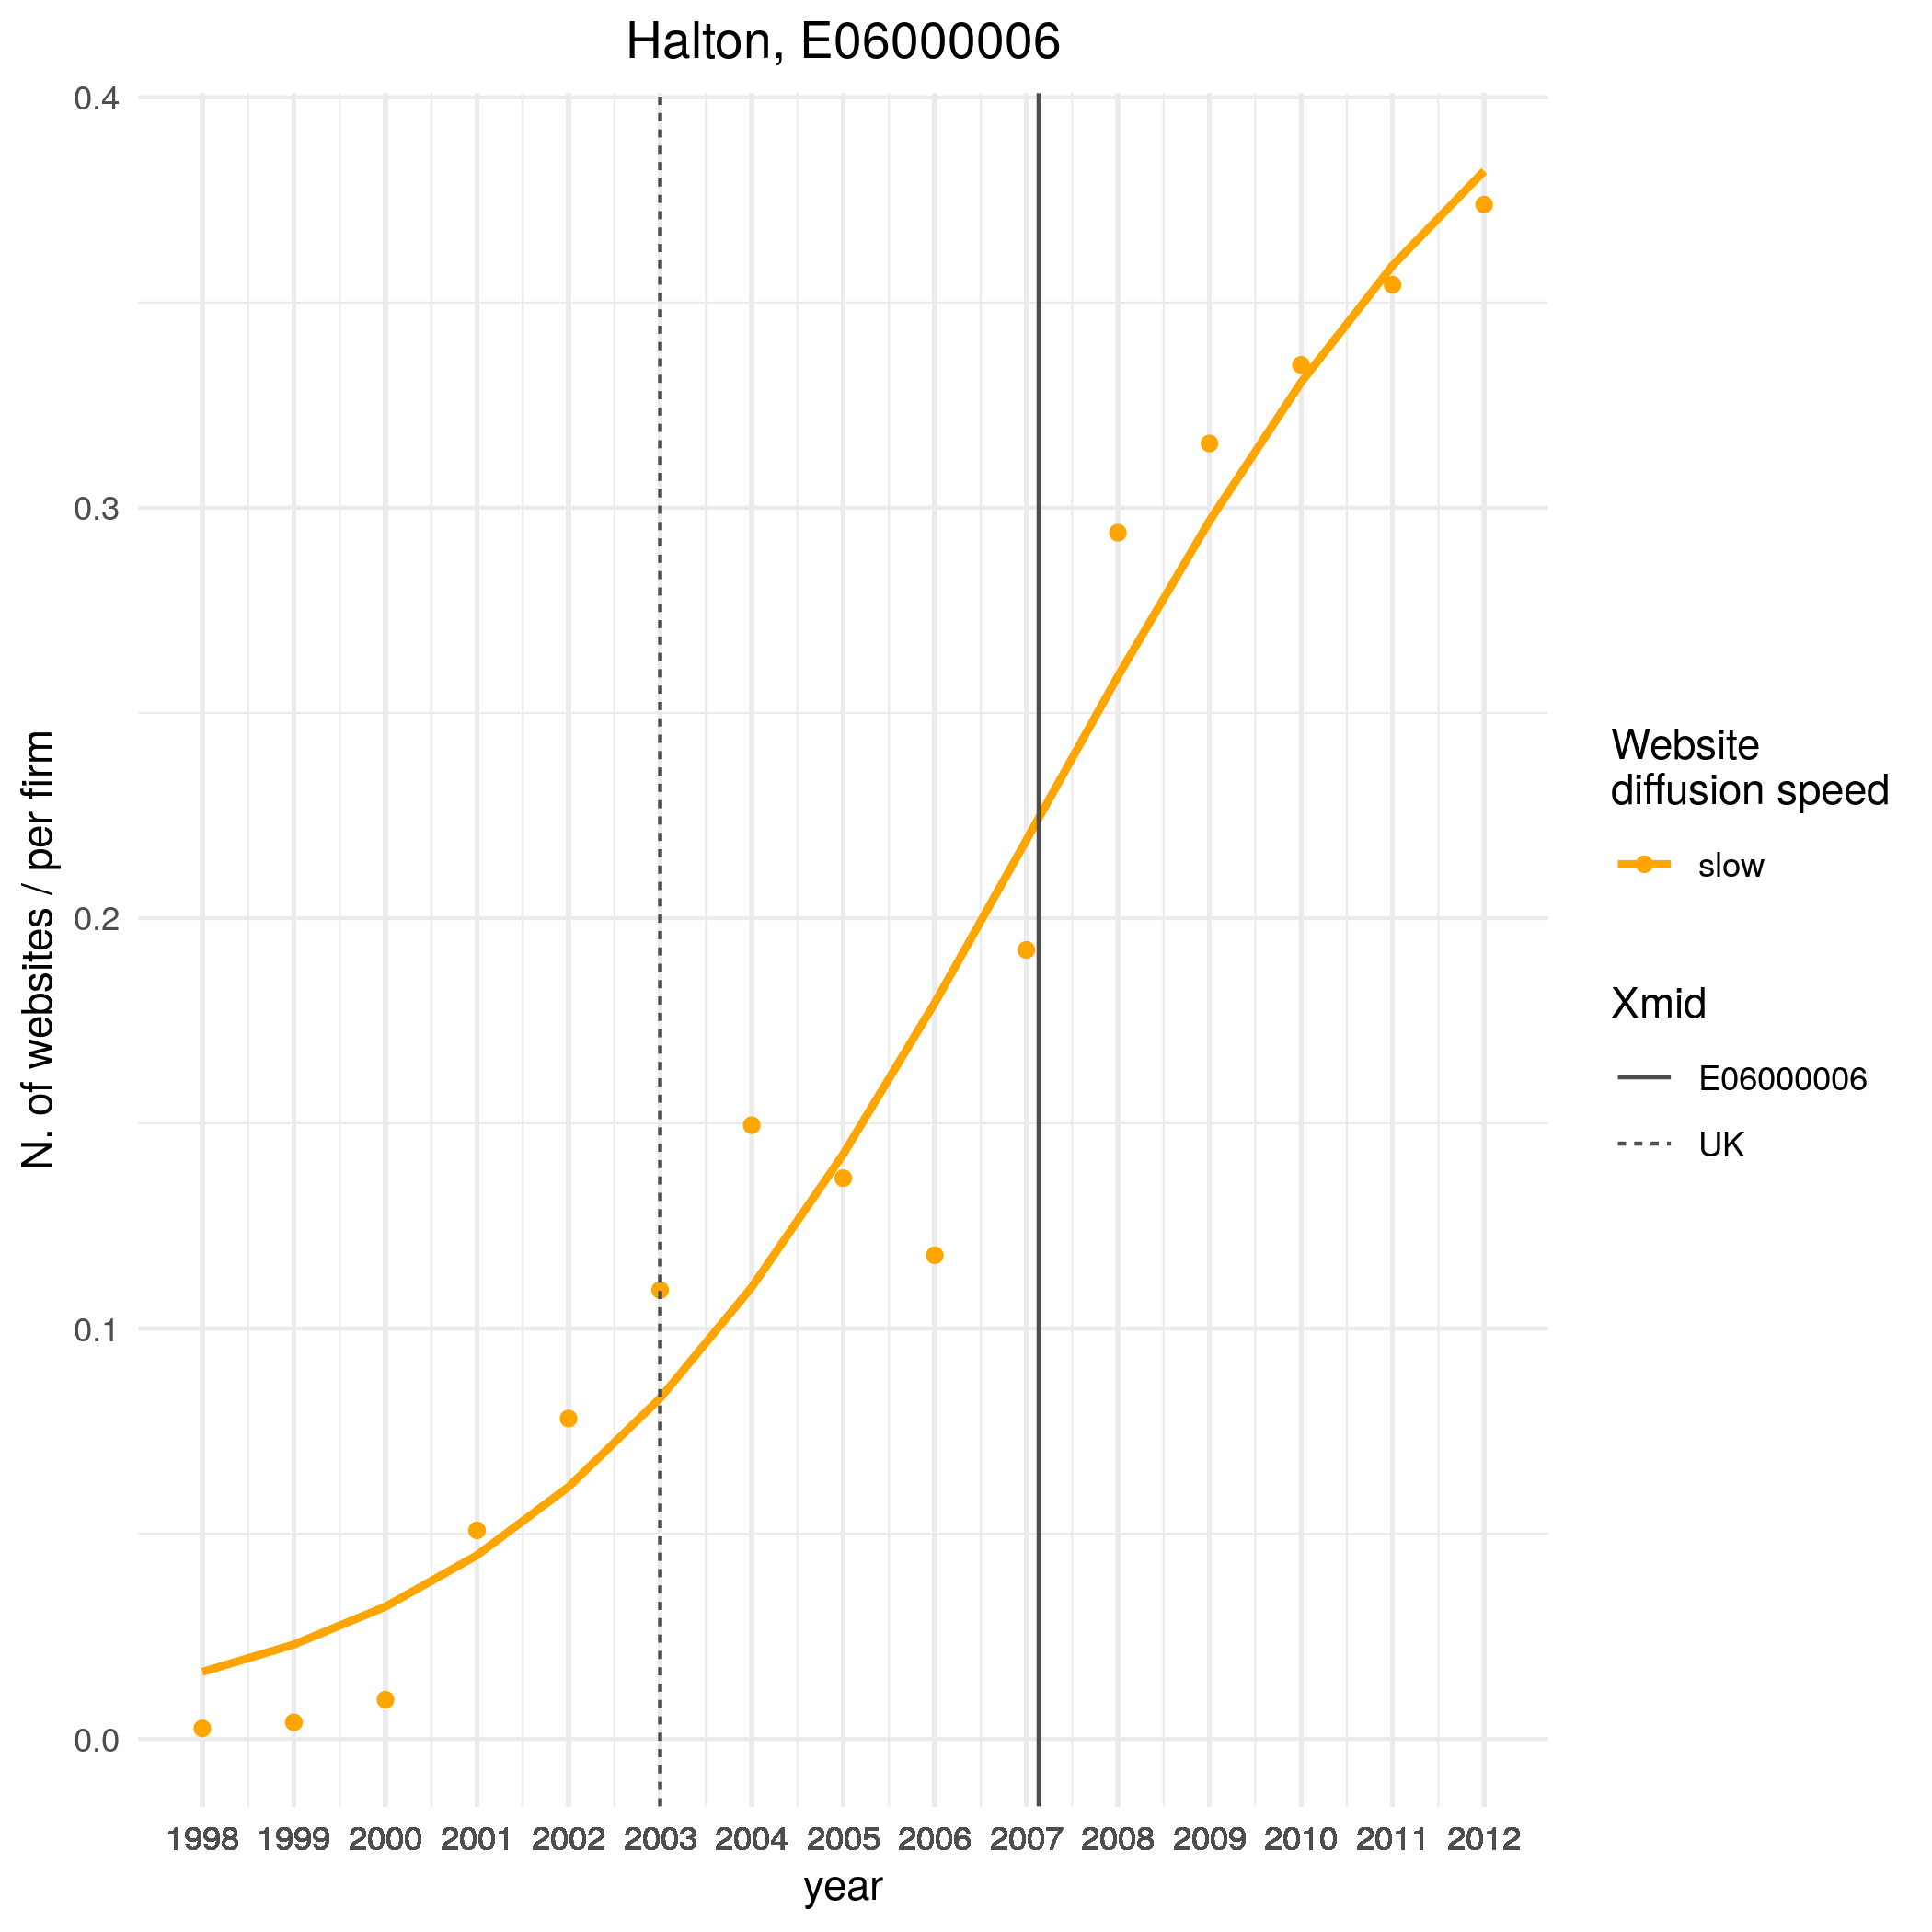 Halton, E06000006
0.4
0.3
0.2
0.1
0.0
N. of websites / per firm
1998 1999 2000 2001 2002 2003 2004 2005 2006 2007 2008 2009 2010 2011 2012
year
Website
diffusion speed
slow
Xmid
E06000006
UK